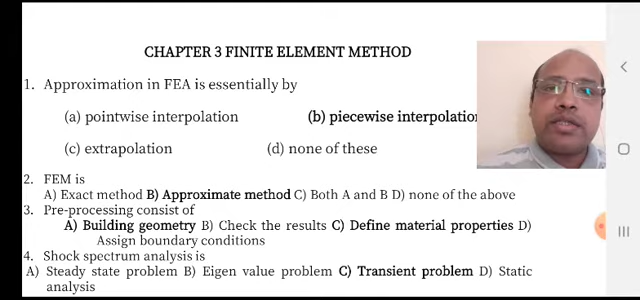 CHAPTER 3 FINITE ELEMENT METHOD
1. Approximation in FEA is essentially by
(a) pointwise interpolation (b) piecewise interpolatio
(c) extrapolation (d) none of these
2. FEM is
A) Exact method B) Approximate method C) Both A and B D) none of the above
3. Pre-processing consist of
A) Building geometry B) Check the results C) Define material properties D)
Assign boundary conditions
4. Shock spectrum analysis is
A) Steady state problem B) Eigen value problem C) Transient problem D) Static
analysis